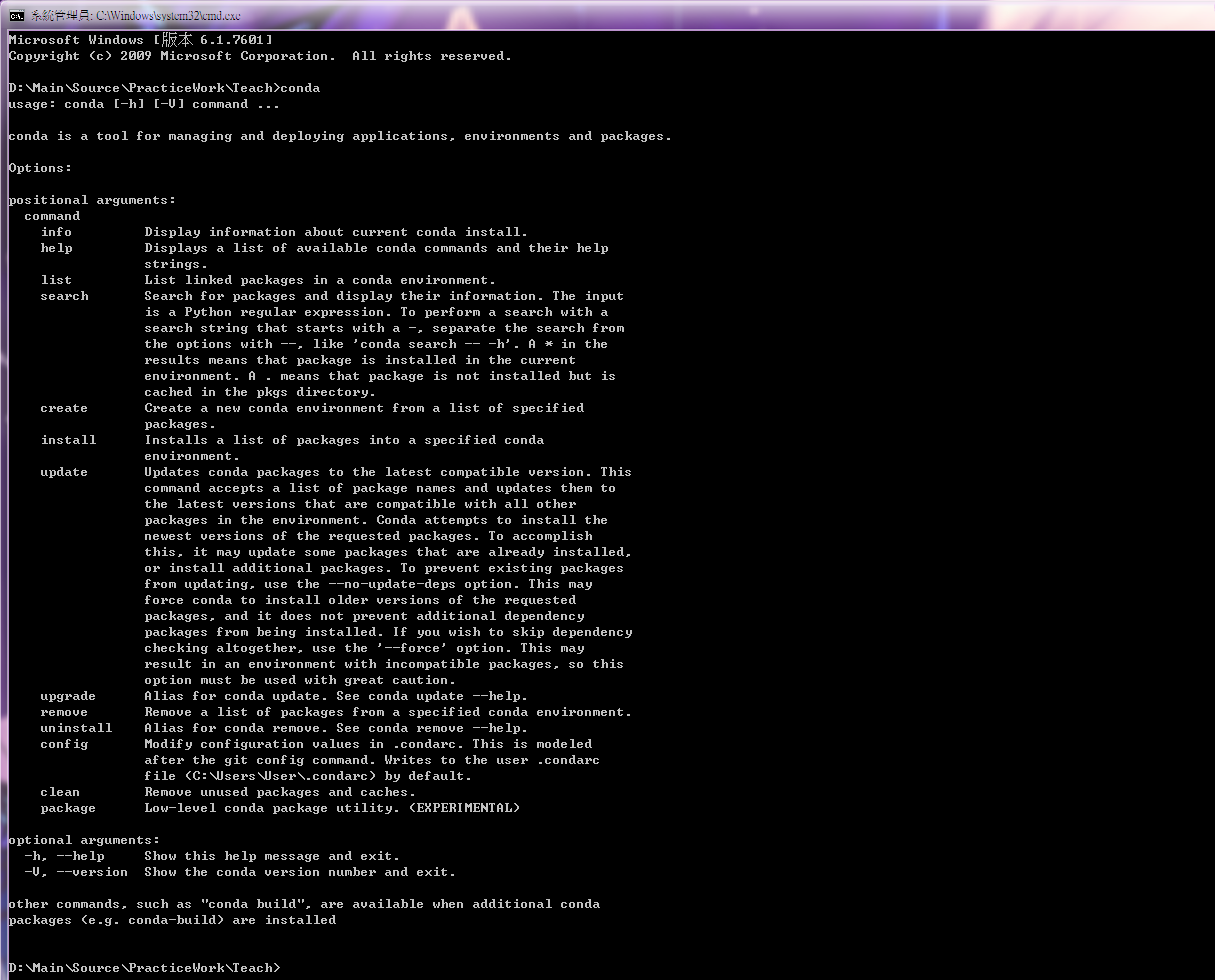 系統管理員: C:\Windows\system32\cmd.exe
Microsoft Windows [版本 6.1.7601]
Copyright (c) 2009 Microsoft Corporation.  All rights reserved.
D:\Main\Source\PracticeWork\Teach>conda
usage: conda [-h] [-V] command ...
conda is a tool for managing and deploying applications, environments and packages.
Options:
positional arguments:
  command
    info         Display information about current conda install.
    help         Displays a list of available conda commands and their help
                 strings.
    list         List linked packages in a conda environment.
    search       Search for packages and display their information. The input
                 is a Python regular expression. To perform a search with a
                 search string that starts with a -, separate the search from
                 the options with --, like 'conda search -- -h'. A * in the
                 results means that package is installed in the current
                 environment. A . means that package is not installed but is
                 cached in the pkgs directory.
    create       Create a new conda environment from a list of specified
                 packages.
    install      Installs a list of packages into a specified conda
                 environment.
    update       Updates conda packages to the latest compatible version. This
                 command accepts a list of package names and updates them to
                 the latest versions that are compatible with all other
                 packages in the environment. Conda attempts to install the
                 newest versions of the requested packages. To accomplish
                 this, it may update some packages that are already installed,
                 or install additional packages. To prevent existing packages
                 from updating, use the --no-update-deps option. This may
                 force conda to install older versions of the requested
                 packages, and it does not prevent additional dependency
                 packages from being installed. If you wish to skip dependency
                 checking altogether, use the '--force' option. This may
                 result in an environment with incompatible packages, so this
                 option must be used with great caution.
    upgrade      Alias for conda update. See conda update --help.
    remove       Remove a list of packages from a specified conda environment.
    uninstall    Alias for conda remove. See conda remove --help.
    config       Modify configuration values in .condarc. This is modeled
                 after the git config command. Writes to the user .condarc
                 file (C:\Users\User\.condarc) by default.
    clean        Remove unused packages and caches.
    package      Low-level conda package utility. (EXPERIMENTAL)
optional arguments:
  -h, --help     Show this help message and exit.
  -V, --version  Show the conda version number and exit.
other commands, such as "conda build", are available when additional conda
packages (e.g. conda-build) are installed
D:\Main\Source\PracticeWork\Teach>